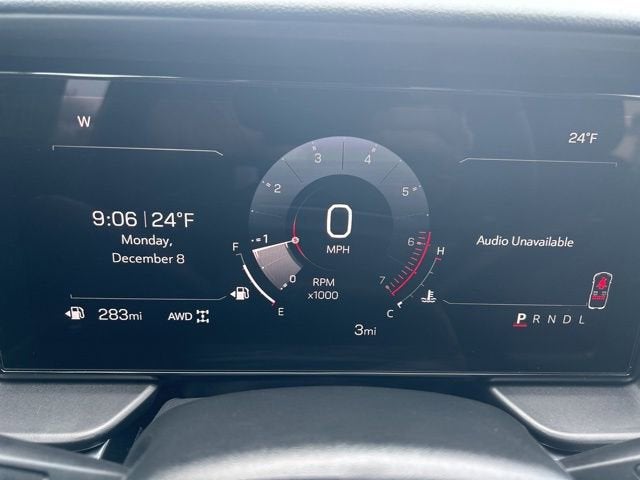 W
24°F
9:06 | 24°F
Monday,
December 8
283mi
AWD
F
E
0
1
2
3
4
5
6
7
0
MPH
RPM
x1000
H
C
3mi
Audio Unavailable
P R N D L